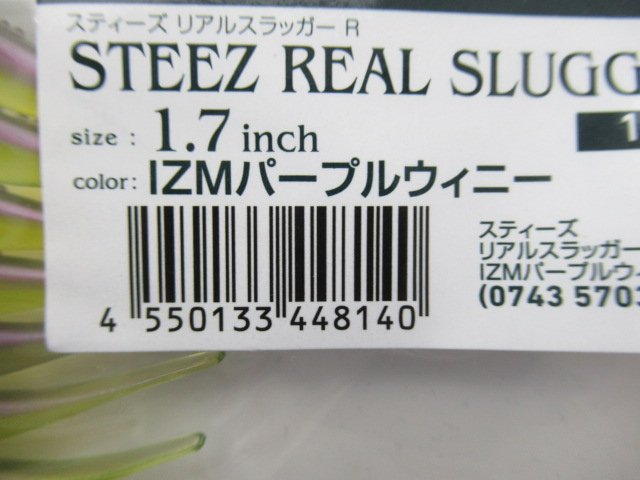 スティーズ リアルスラッガー R
STEEZ REAL SLUGG
size : 1.7 inch
1
color: IZMパープルウィニー
4 550133 448140
スティーズ
リアルスラッガー
IZMパープルウィ
(0743 5703